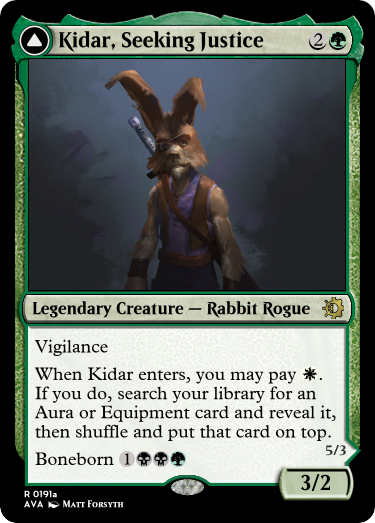 Kidar, Seeking Justice 2
Legendary Creature — Rabbit Rogue
Vigilance
When Kidar enters, you may pay .
If you do, search your library for an
Aura or Equipment card and reveal it,
then shuffle and put that card on top.
5/3
Boneborn 1
3/2
R 0191a
AVA Matt Forsyth